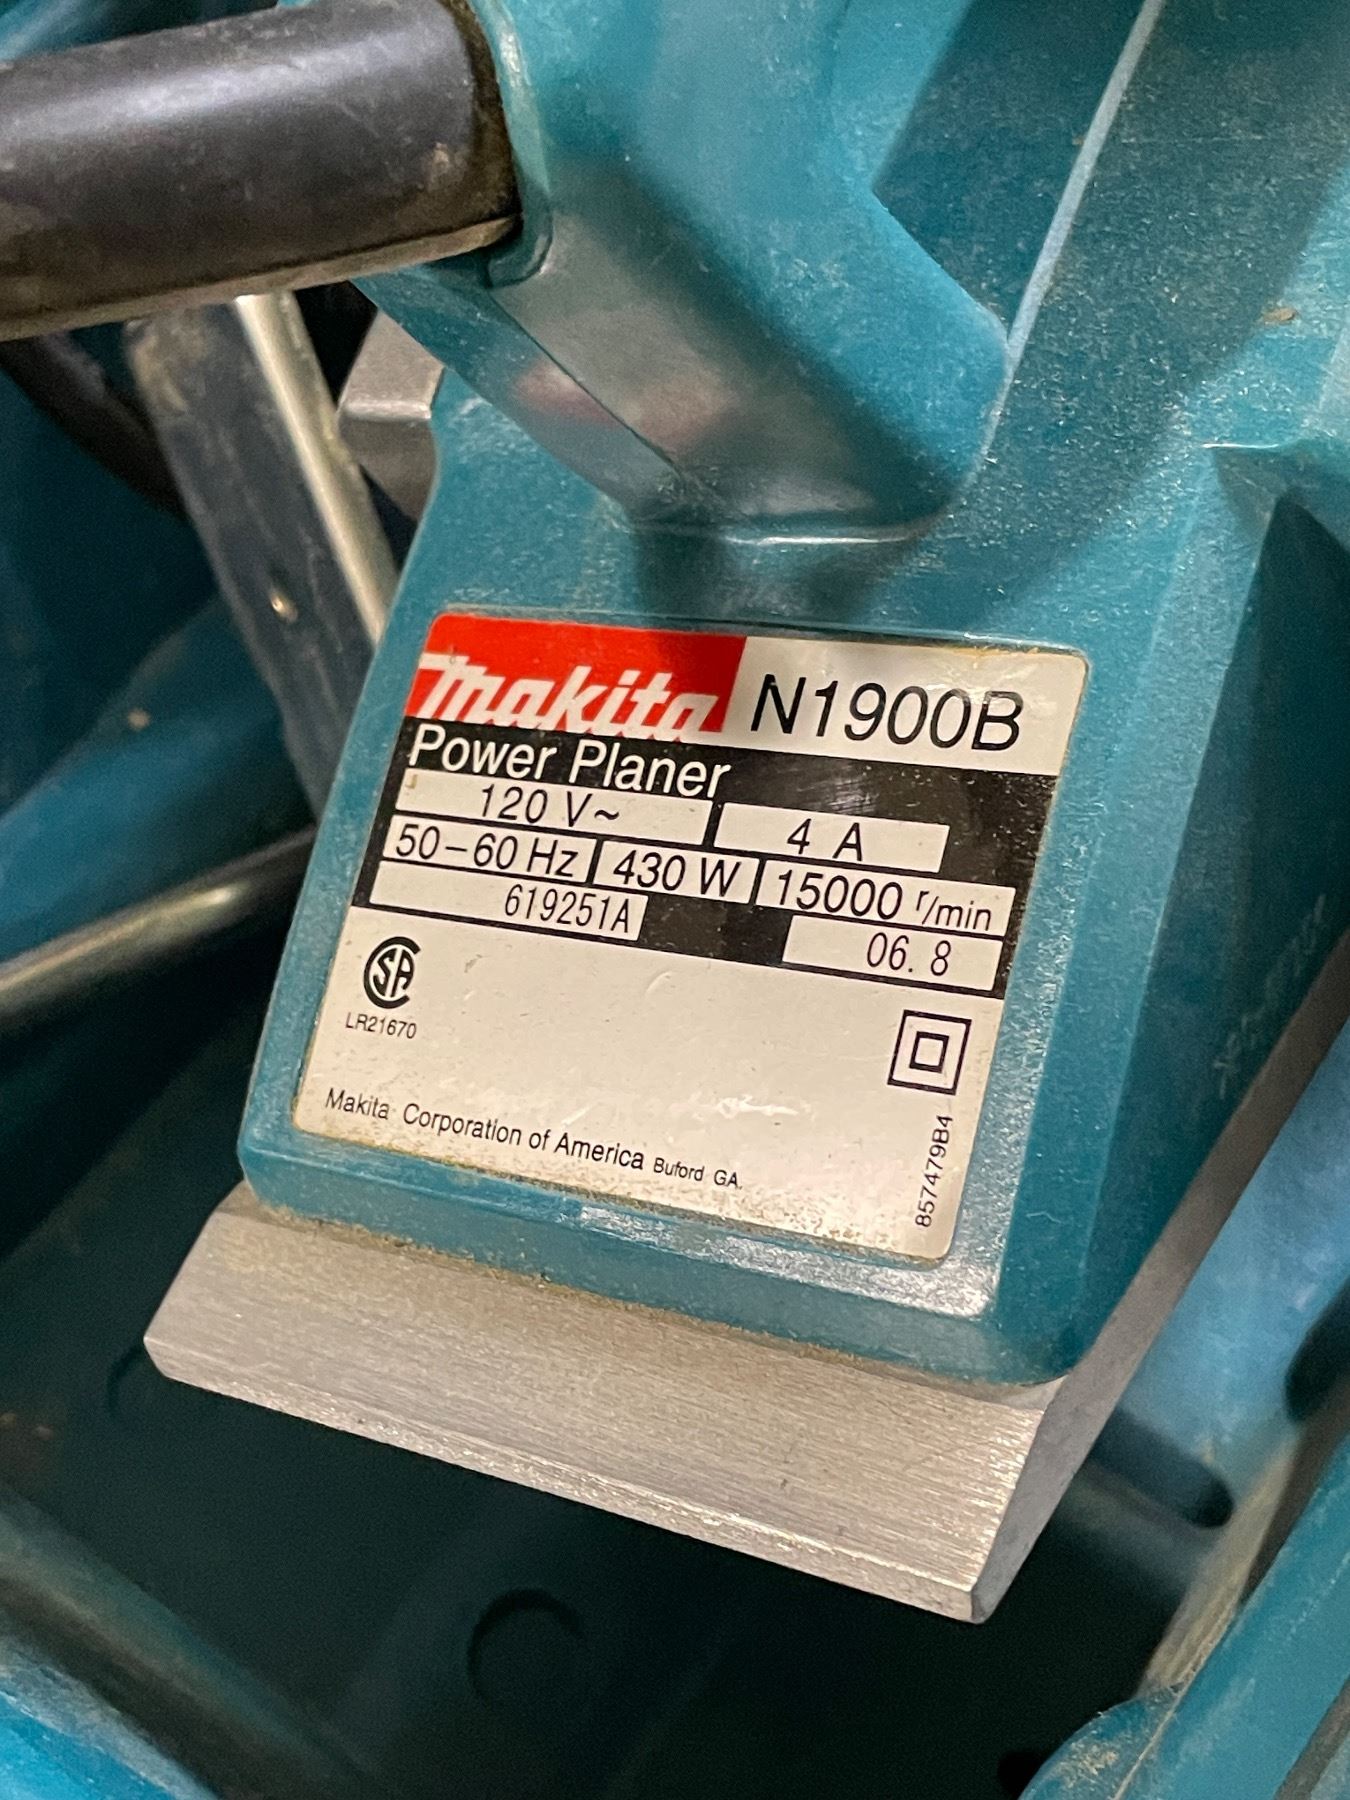 makita N1900B
Power Planer
120 V~ 4 A
50–60 Hz 430 W 15000 r/min
619251A 06. 8
SA
LR21670
Makita Corporation of America Buford GA.
857479B4